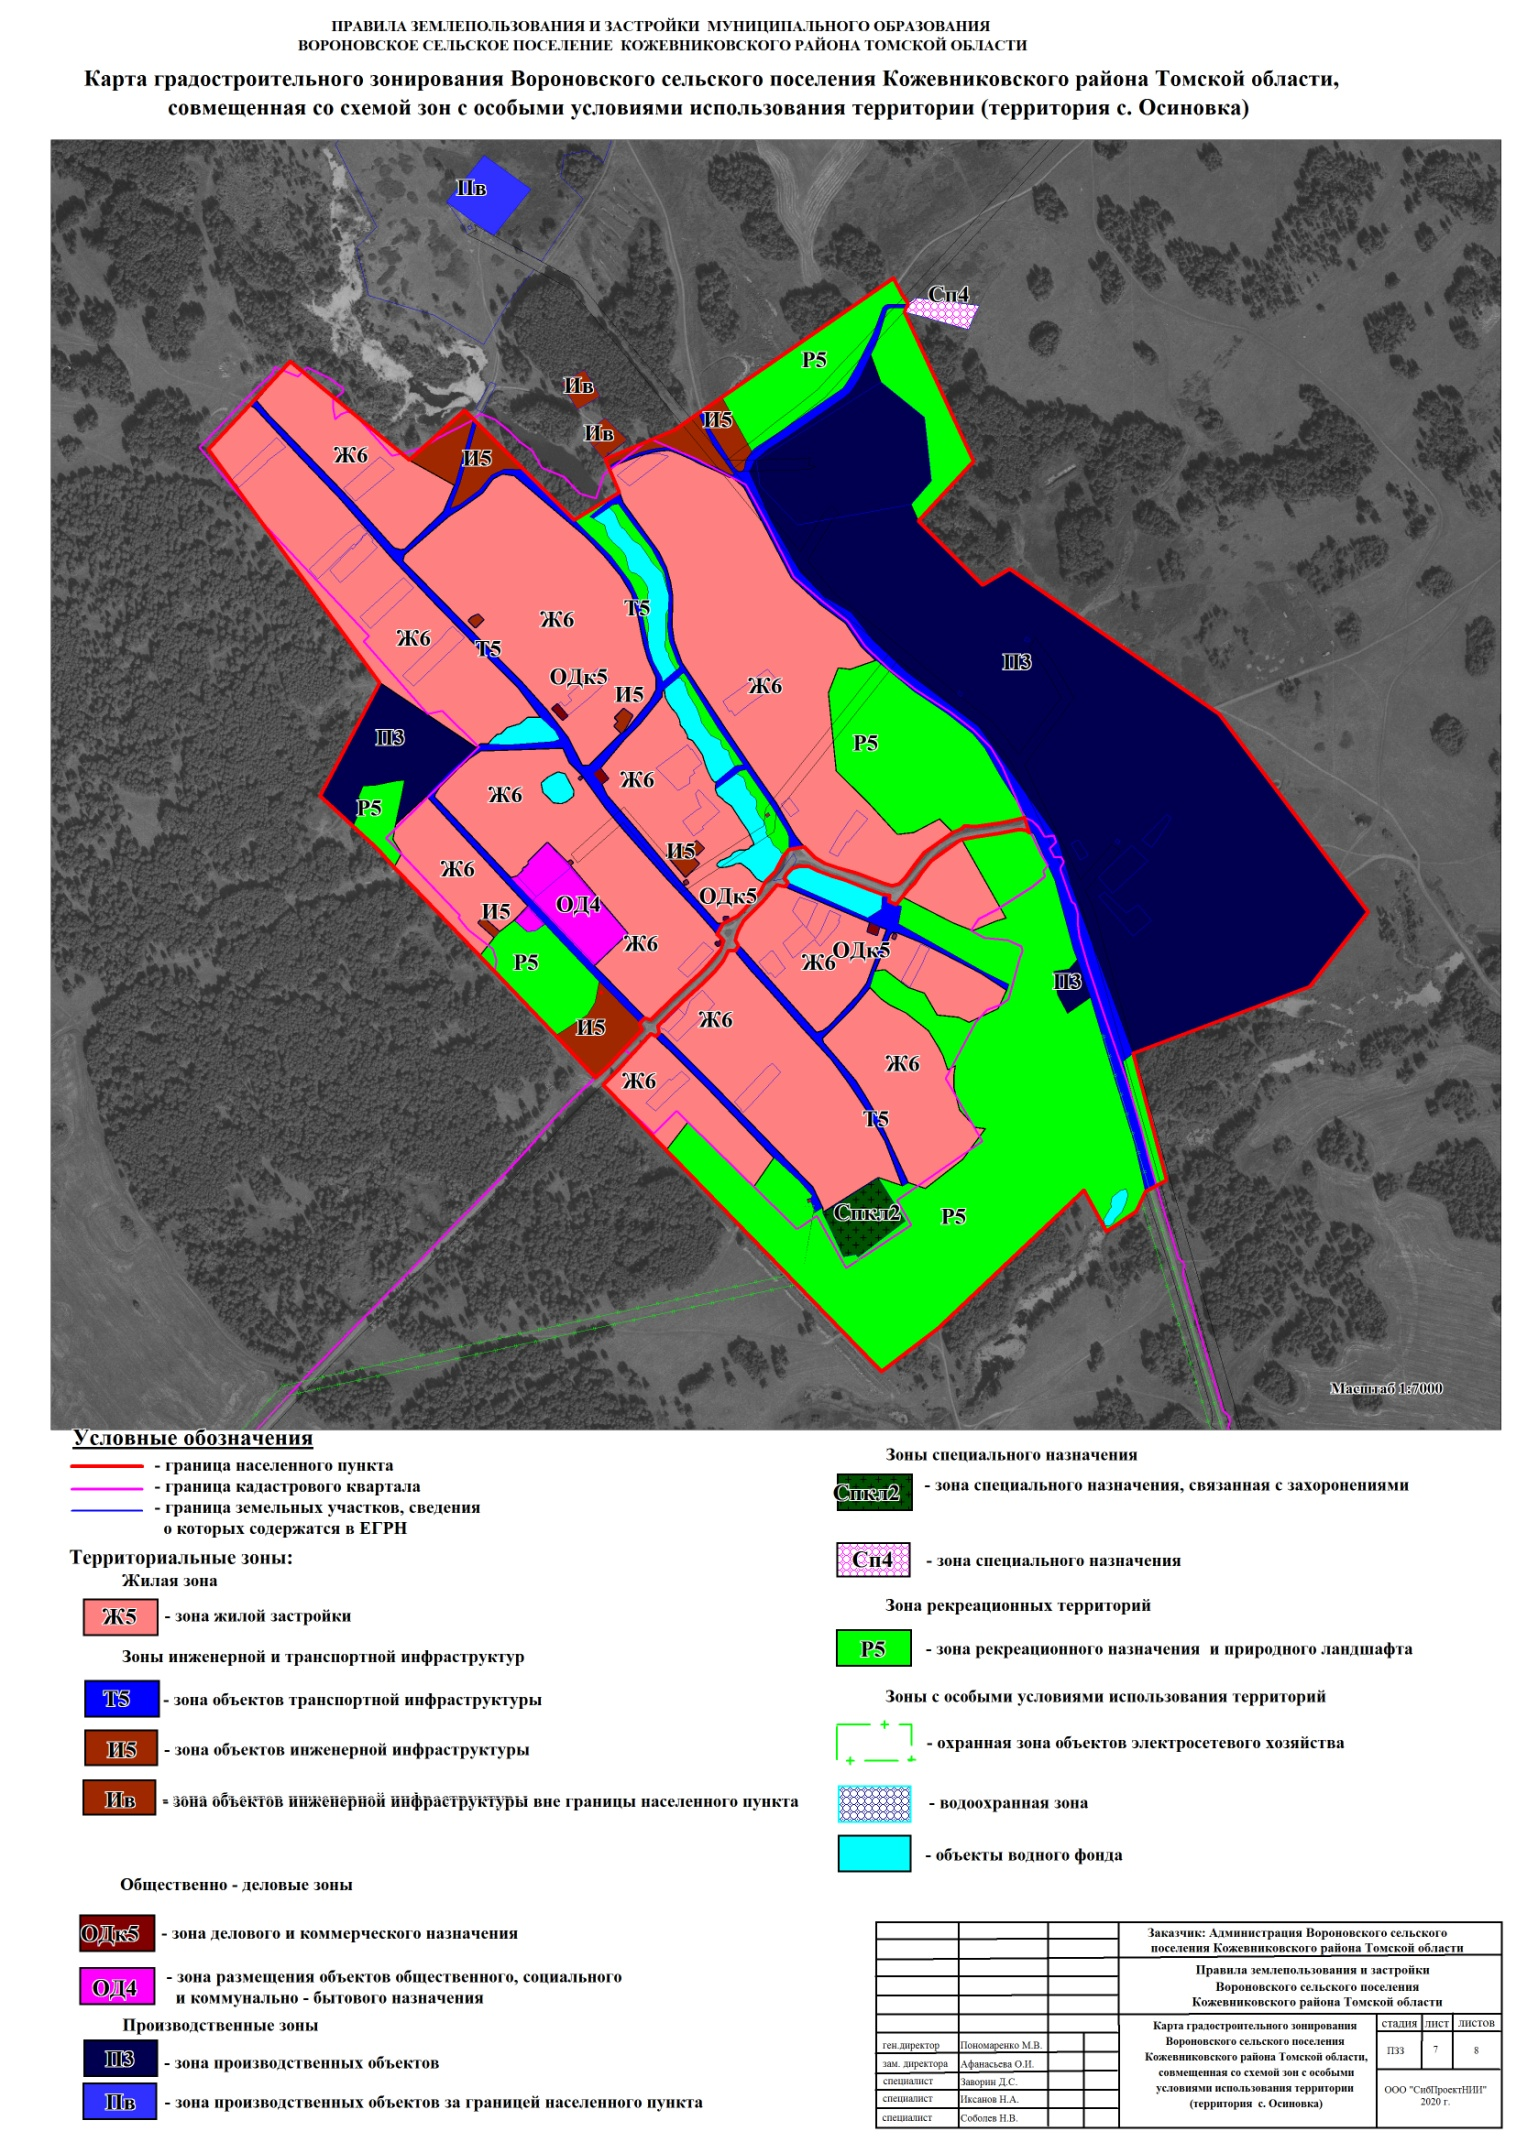 ПРАВИЛА ЗЕМЛЕПОЛЬЗОВАНИЯ И ЗАСТРОЙКИ МУНИЦИПАЛЬНОГО ОБРАЗОВАНИЯ
ВОРОНОВСКОЕ СЕЛЬСКОЕ ПОСЕЛЕНИЕ КОЖЕВНИКОВСКОГО РАЙОНА ТОМСКОЙ ОБЛАСТИ
Карта градостроительного зонирования Вороновского сельского поселения Кожевниковского района Томской области,
совмещенная со схемой зон с особыми условиями использования территории (территория с. Осиновка)
Пв
Сп4
Р5
Ив
И5
Ив
Ж6
И5
Т5
Ж6
Ж6
Т5
П3
ОДк5
И5
Ж6
П3
Р5
Ж6
Ж6
Р5
И5
Ж6
ОДк5
И5
ОД4
Ж6
ОДк5
Р5
Ж6
П3
И5
Ж6
Ж6
Ж6
Т5
Спкл2
Р5
Масштаб 1:7000
Условные обозначения
- граница населенного пункта
- граница кадастрового квартала
- граница земельных участков, сведения
о которых содержатся в ЕГРН
Территориальные зоны:
Жилая зона
Ж5 - зона жилой застройки
Зоны инженерной и транспортной инфраструктур
Т5 - зона объектов транспортной инфраструктуры
И5 - зона объектов инженерной инфраструктуры
Ив - зона объектов инженерной инфраструктуры вне границы населенного пункта
Общественно - деловые зоны
ОДк5 - зона делового и коммерческого назначения
ОД4 - зона размещения объектов общественного, социального
и коммунально - бытового назначения
Производственные зоны
П3 - зона производственных объектов
Пв - зона производственных объектов за границей населенного пункта
Зоны специального назначения
Спкл2 - зона специального назначения, связанная с захоронениями
Сп4 - зона специального назначения
Зона рекреационных территорий
Р5 - зона рекреационного назначения и природного ландшафта
Зоны с особыми условиями использования территорий
- охранная зона объектов электросетевого хозяйства
- водоохранная зона
- объекты водного фонда
Заказчик: Администрация Вороновского сельского
поселения Кожевниковского района Томской области
Правила землепользования и застройки
Вороновского сельского поселения
Кожевниковского района Томской области
ген.директор Пономаренко М.В.
зам. директора Афанасьева О.И.
специалист Заворин Д.С.
специалист Иксанов Н.А.
специалист Соболев Н.В.
Карта градостроительного зонирования
Вороновского сельского поселения
Кожевниковского района Томской области,
совмещенная со схемой зон с особыми
условиями использования территории
(территория с. Осиновка)
стадия лист листов
ПЗЗ 7 8
ООО "СибПроектНИИ"
2020 г.